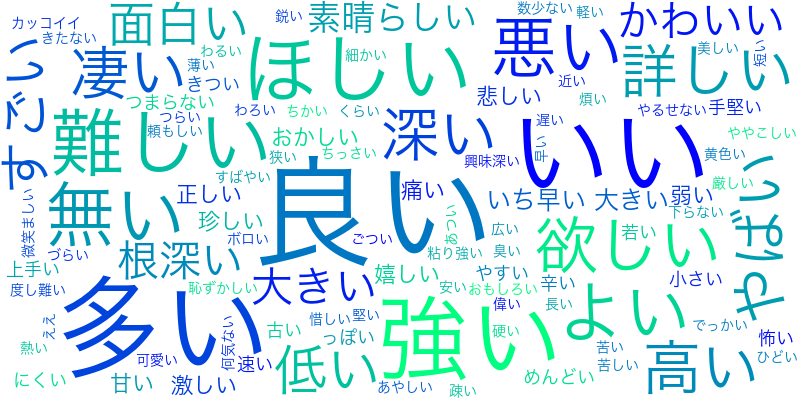 カッコイイ
きたない
面白い
わるい
鋭い
素晴らしい
数少ない
軽い
かわいい
凄い
薄い
きつい
細かい
ほしい
悪い
美しい
短い
詳しい
すごい
つまらない
つらい
頼もしい
わろい
ちかい
くらい
悲しい
近い
煩い
やるせない
手堅い
難しい
おかしい
深い
遅い
早い
いい
ややこしい
狭い
ちっさい
興味深い
黄色い
すばやい
良い
無い
正しい
痛い
いち早い
大きい
弱い
厳しい
下らない
やばい
微笑ましい
づらい
珍しい
ボロい
ごつい
あつい
広い
臭い
若い
欲しい
根深い
粘り強い
上手い
度し難い
恥ずかしい
大きい
嬉しい
やすい
辛い
小さい
多い
安い
おもしろい
偉い
長い
強い
よい
ええ
古い
惜しい
堅い
っぽい
硬い
でっかい
怖い
熱い
可愛い
何気ない
速い
低い
苦い
苦しい
高い
ひどい
にくい
甘い
激しい
あやしい
疎い
めんどい